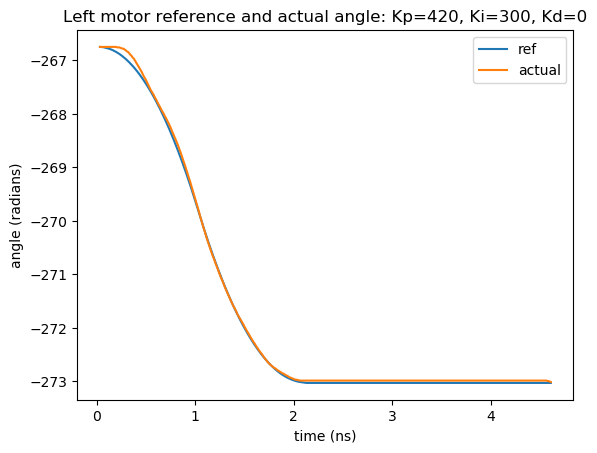 Left motor reference and actual angle: Kp=420, Ki=300, Kd=0
ref
actual
−267
−268
−269
−270
−271
−272
−273
angle (radians)
0 1 2 3 4
time (ns)